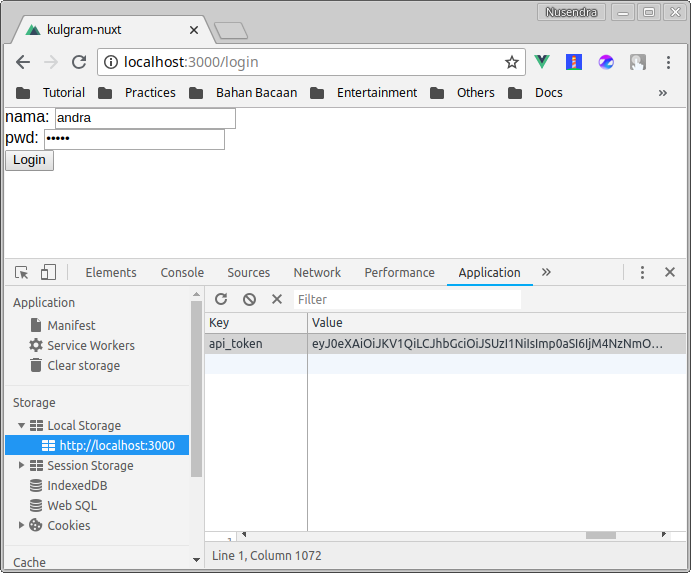 Nusendra
kulgram-nuxt
localhost:3000/login
Tutorial Practices Bahan Bacaan Entertainment Others Docs »
nama: andra
pwd: •••••
Login
Elements Console Sources Network Performance Application »
Application
Manifest
Service Workers
Clear storage
Storage
Local Storage
http://localhost:3000
Session Storage
IndexedDB
Web SQL
Cookies
Cache
Filter
Key Value
api_token eyJ0eXAiOiJKV1QiLCJhbGciOiJSUzI1NiIsImp0aSI6IjM4NzNmO…
Line 1, Column 1072